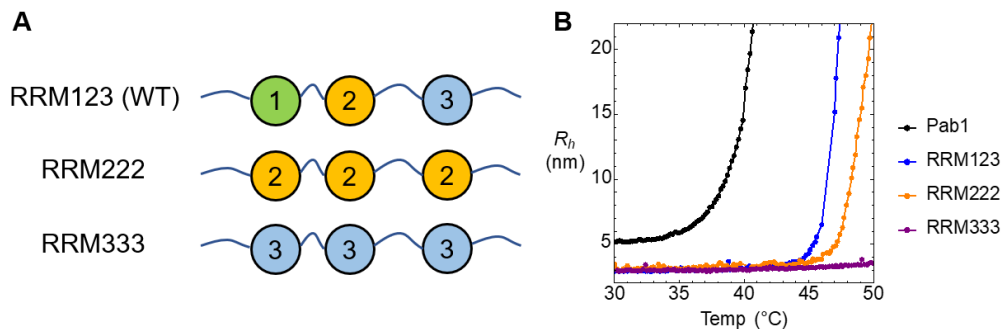 A
RRM123 (WT)
1 2 3
RRM222
2 2 2
RRM333
3 3 3
B
20
15
10
5
Rh
(nm)
30 35 40 45 50
Temp (°C)
Pab1
RRM123
RRM222
RRM333